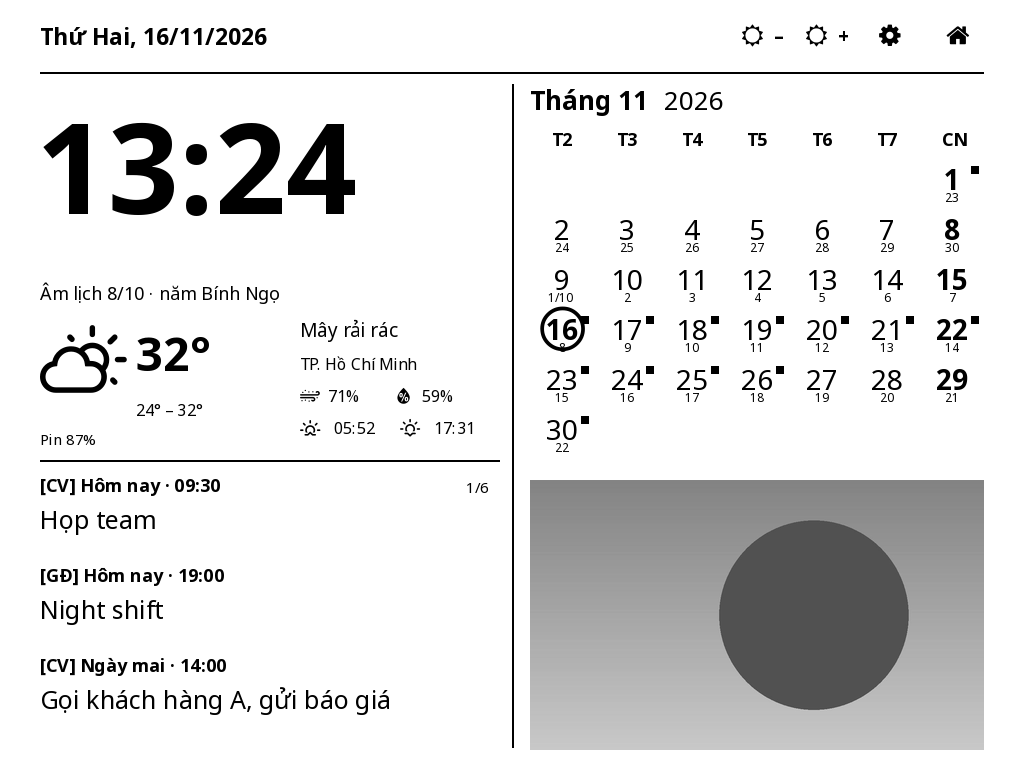 Thứ Hai, 16/11/2026
– +
13:24
Âm lịch 8/10 · năm Bính Ngọ
32°
24° – 32°
Pin 87%
Mây rải rác
TP. Hồ Chí Minh
71% 59%
05:52 17:31
[CV] Hôm nay · 09:30 1/6
Họp team
[GĐ] Hôm nay · 19:00
Night shift
[CV] Ngày mai · 14:00
Gọi khách hàng A, gửi báo giá
Tháng 11 2026
T2 T3 T4 T5 T6 T7 CN
1
23
2 3 4 5 6 7 8
24 25 26 27 28 29 30
9 10 11 12 13 14 15
1/10 2 3 4 5 6 7
16 17 18 19 20 21 22
8 9 10 11 12 13 14
23 24 25 26 27 28 29
15 16 17 18 19 20 21
30
22